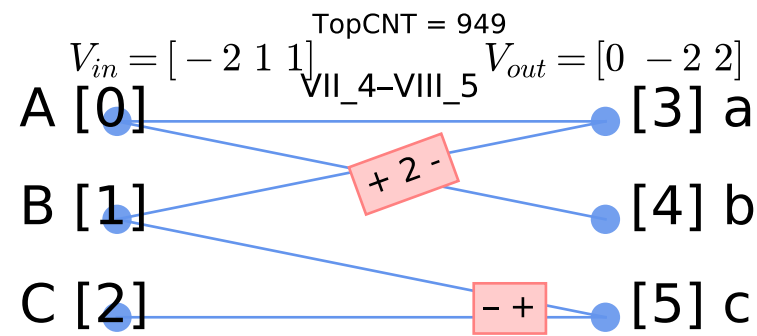 TopCNT = 949
V_in = [ − 2 1 1] V_out = [0 − 2 2]
VII_4–VIII_5
A [0] [3] a
+ 2 -
B [1] [4] b
C [2] – + [5] c